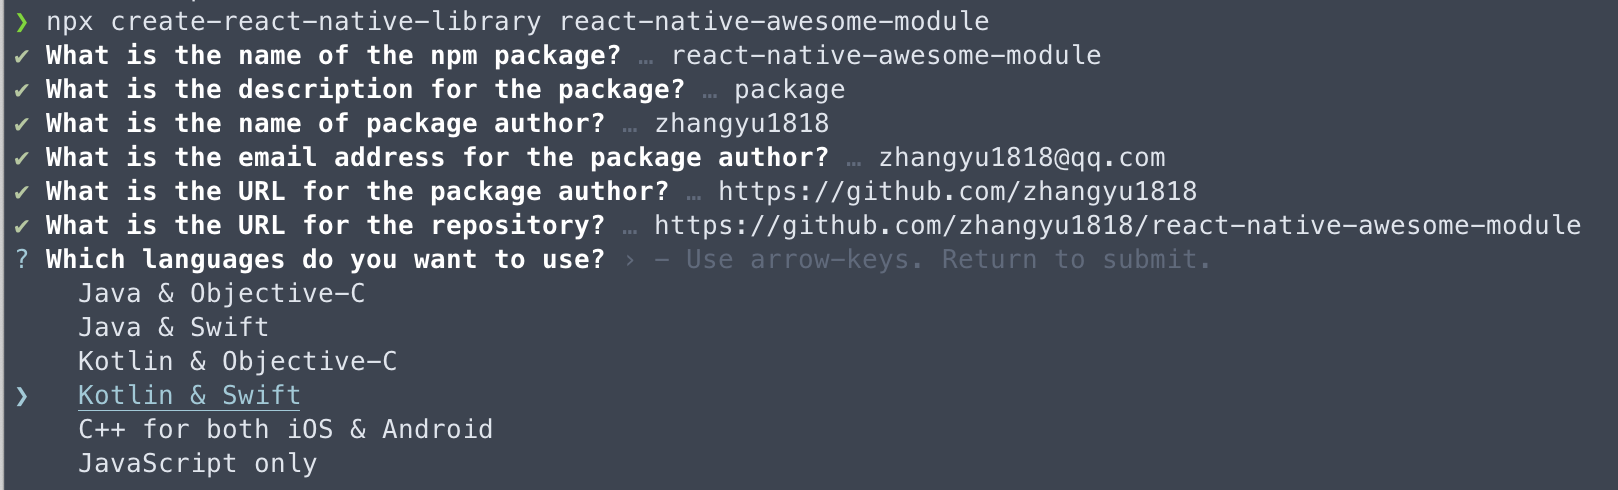 ❯ npx create-react-native-library react-native-awesome-module
✔ What is the name of the npm package? … react-native-awesome-module
✔ What is the description for the package? … package
✔ What is the name of package author? … zhangyu1818
✔ What is the email address for the package author? … zhangyu1818@qq.com
✔ What is the URL for the package author? … https://github.com/zhangyu1818
✔ What is the URL for the repository? … https://github.com/zhangyu1818/react-native-awesome-module
? Which languages do you want to use? › - Use arrow-keys. Return to submit.
Java & Objective-C
Java & Swift
Kotlin & Objective-C
❯ Kotlin & Swift
C++ for both iOS & Android
JavaScript only